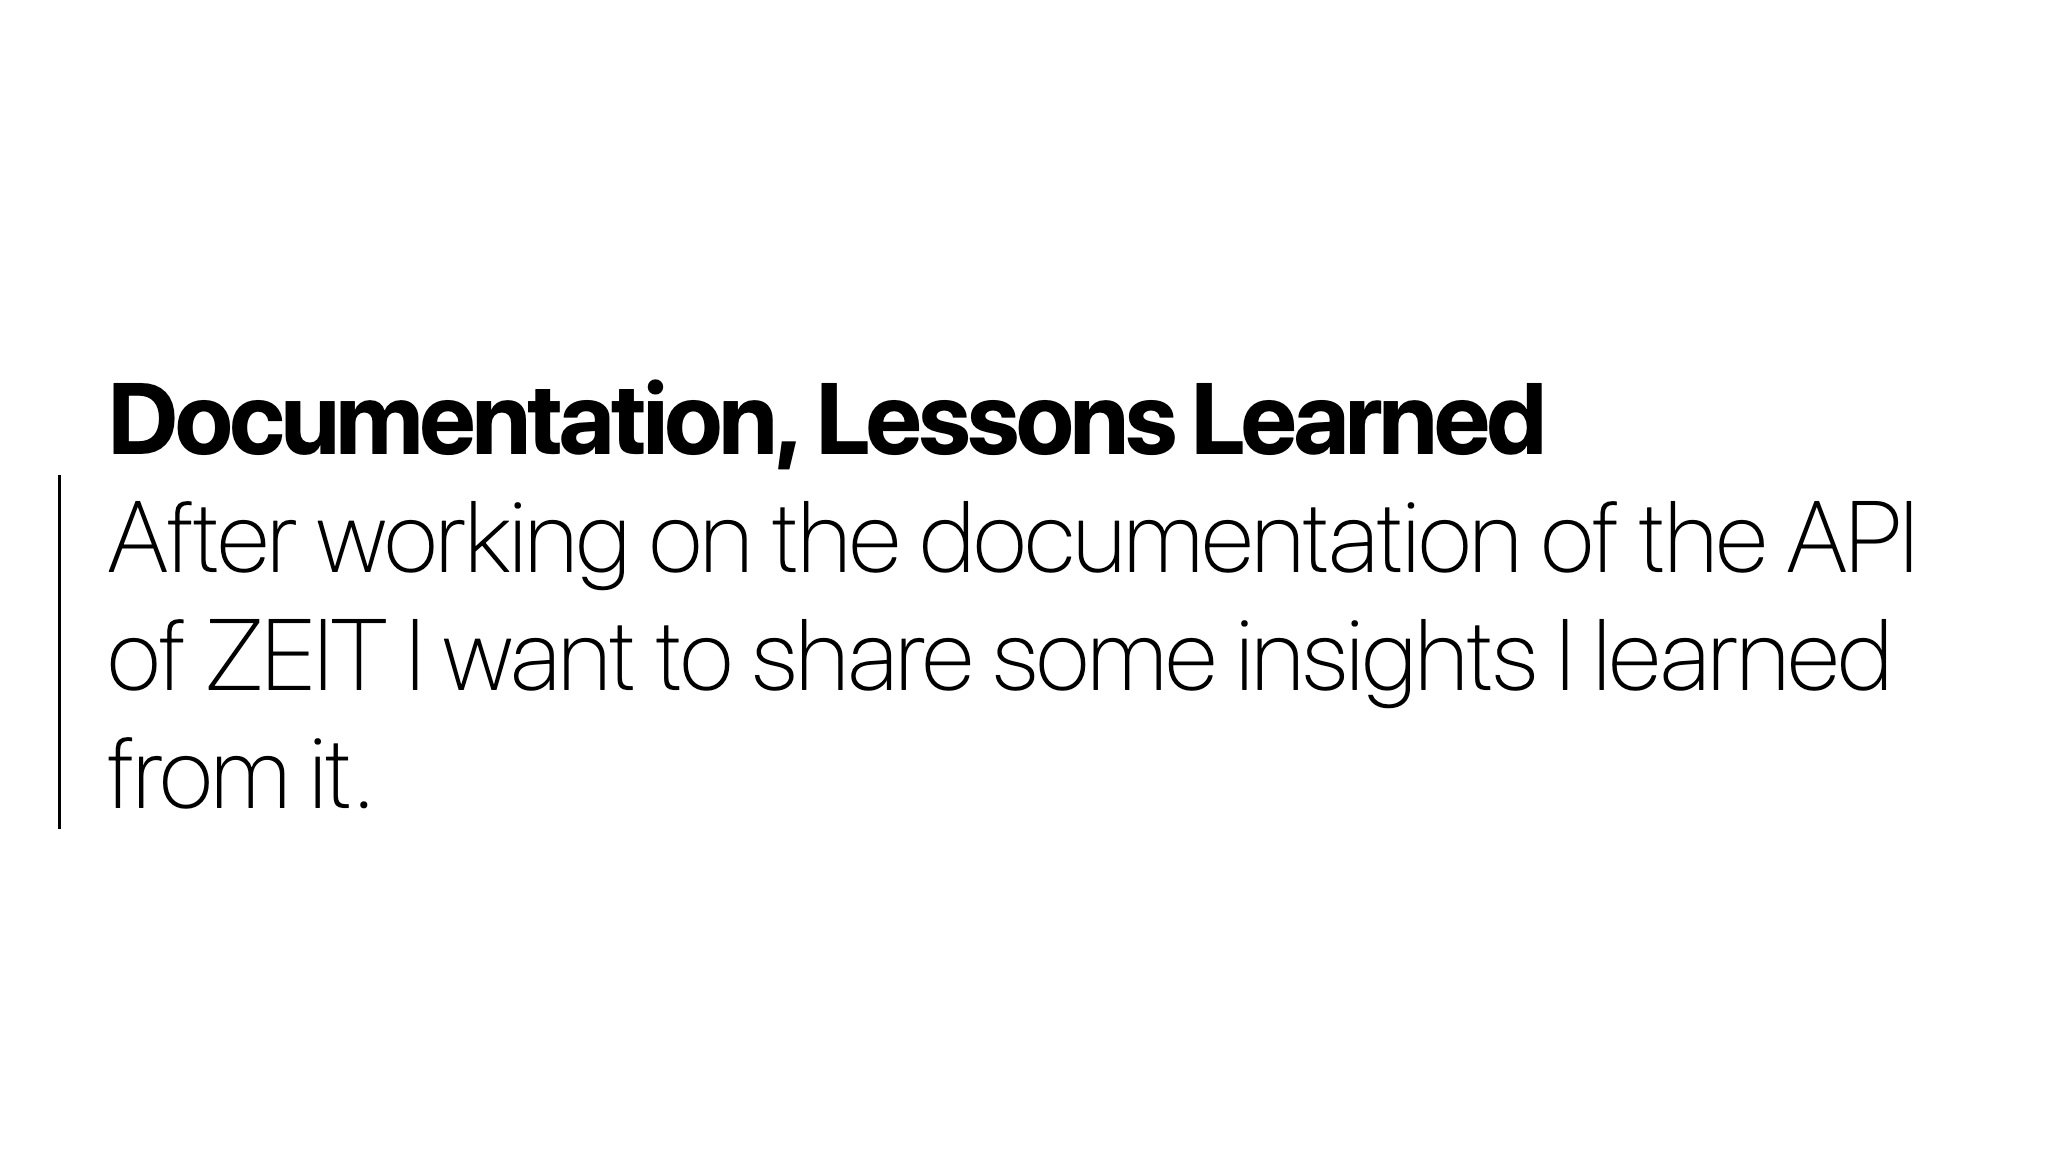 Documentation, Lessons Learned
After working on the documentation of the API
of ZEIT I want to share some insights I learned
from it.